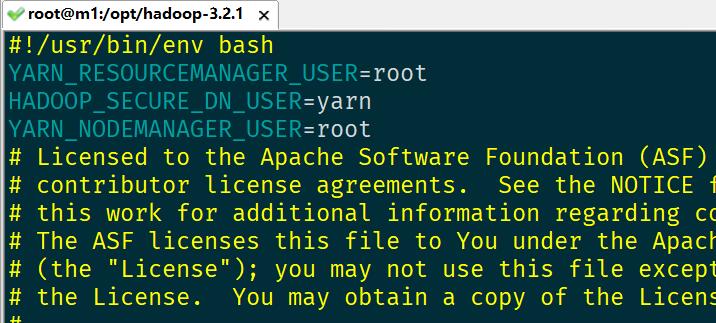 root@m1:/opt/hadoop-3.2.1 ×
#!/usr/bin/env bash
YARN_RESOURCEMANAGER_USER=root
HADOOP_SECURE_DN_USER=yarn
YARN_NODEMANAGER_USER=root
# Licensed to the Apache Software Foundation (ASF)
# contributor license agreements.  See the NOTICE f
# this work for additional information regarding co
# The ASF licenses this file to You under the Apach
# (the "License"); you may not use this file except
# the License.  You may obtain a copy of the Licens
#